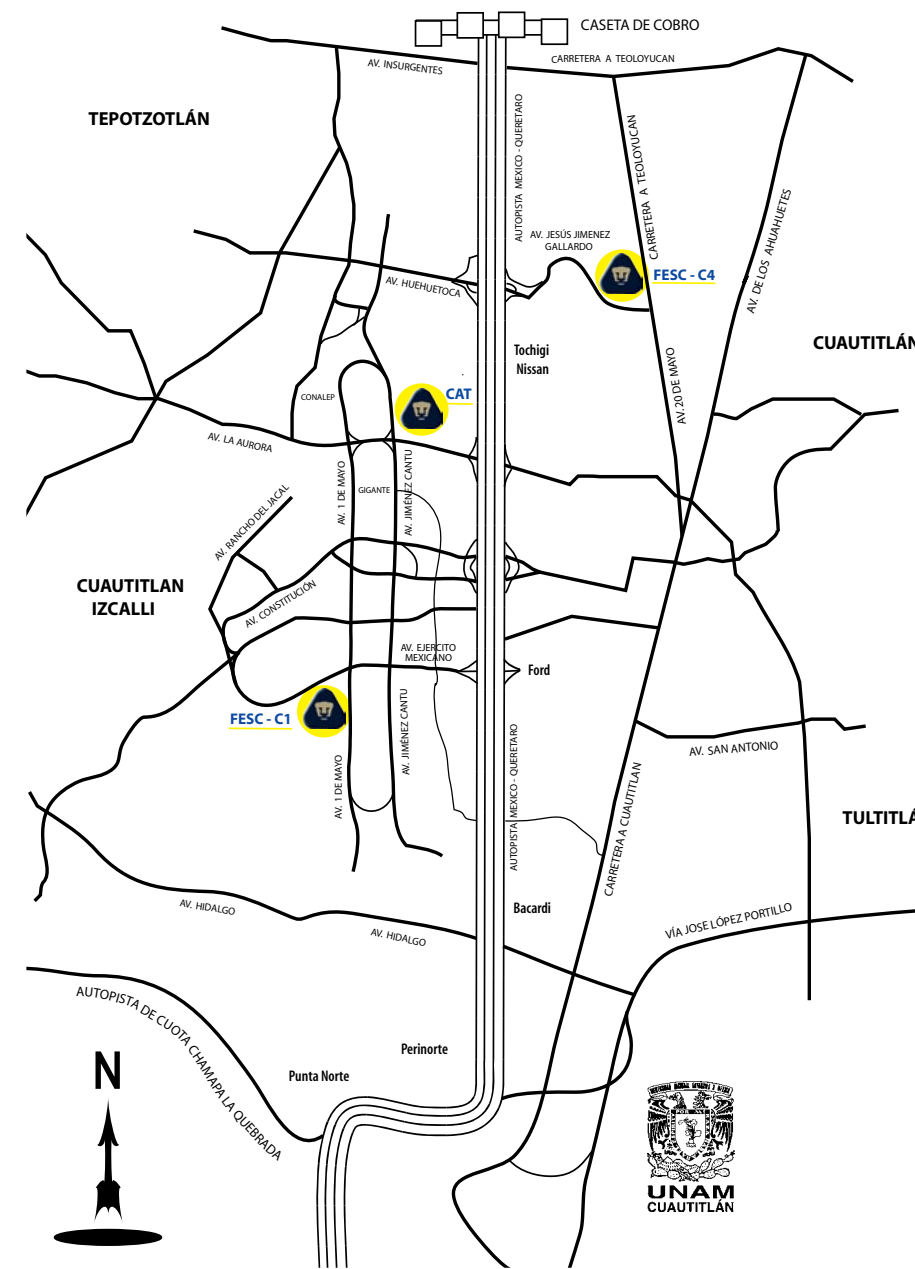 CASETA DE COBRO
CARRETERA A TEOLOYUCAN
AV. INSURGENTES
TEPOTZOTLÁN
AUTOPISTA MEXICO - QUERETARO
CARRETERA A TEOLOYUCAN
AV. DE LOS AHUAHUETES
AV. JESÚS JIMENEZ
GALLARDO
FESC - C4
AV. HUEHUETOCA
CUAUTITLÁN
Tochigi
Nissan
AV. 20 DE MAYO
CONALEP
CAT
AV. LA AURORA
AV. 1 DE MAYO
GIGANTE
AV. JIMÉNEZ CANTU
AV. RANCHO DEL JACAL
CUAUTITLAN
IZCALLI
AV. CONSTITUCIÓN
AV. EJERCITO
MEXICANO
Ford
FESC - C1
AV. JIMÉNEZ CANTU
AV. 1 DE MAYO
AUTOPISTA MEXICO - QUERETARO
AV. SAN ANTONIO
CARRETERA A CUAUTITLAN
TULTITLÁ
AV. HIDALGO
AV. HIDALGO
Bacardi
VÍA JOSE LÓPEZ PORTILLO
AUTOPISTA DE CUOTA CHAMAPA LA QUEBRADA
Perinorte
Punta Norte
N
UNAM
CUAUTITLÁN